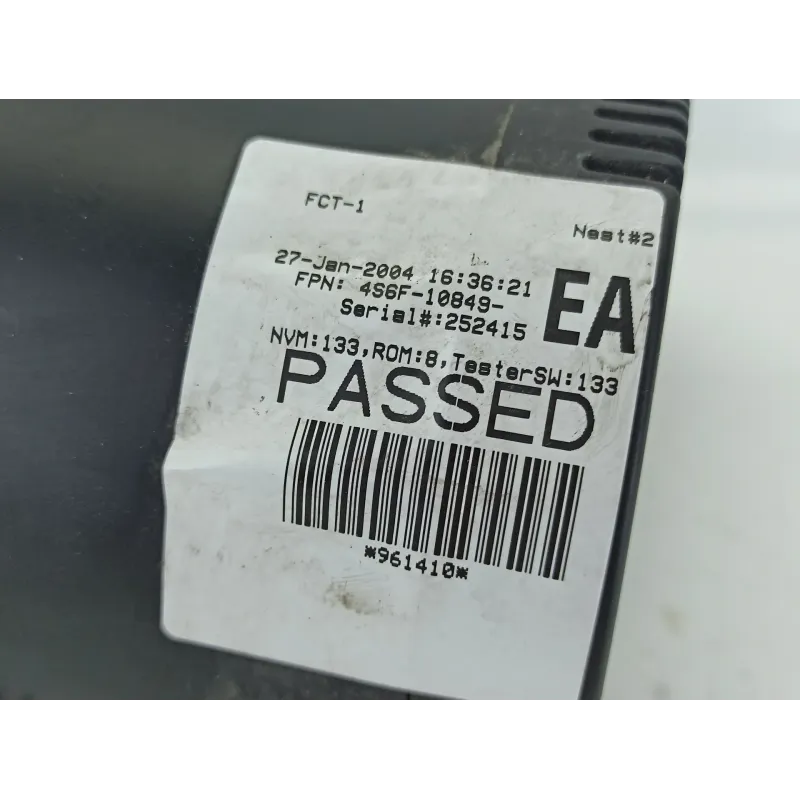 FCT-1
Nest#2
27-Jan-2004 16:36:21
FPN: 4S6F-10849-
EA
Serial#:252415
NVM:133,ROM:8,TesterSW:133
PASSED
*961410*